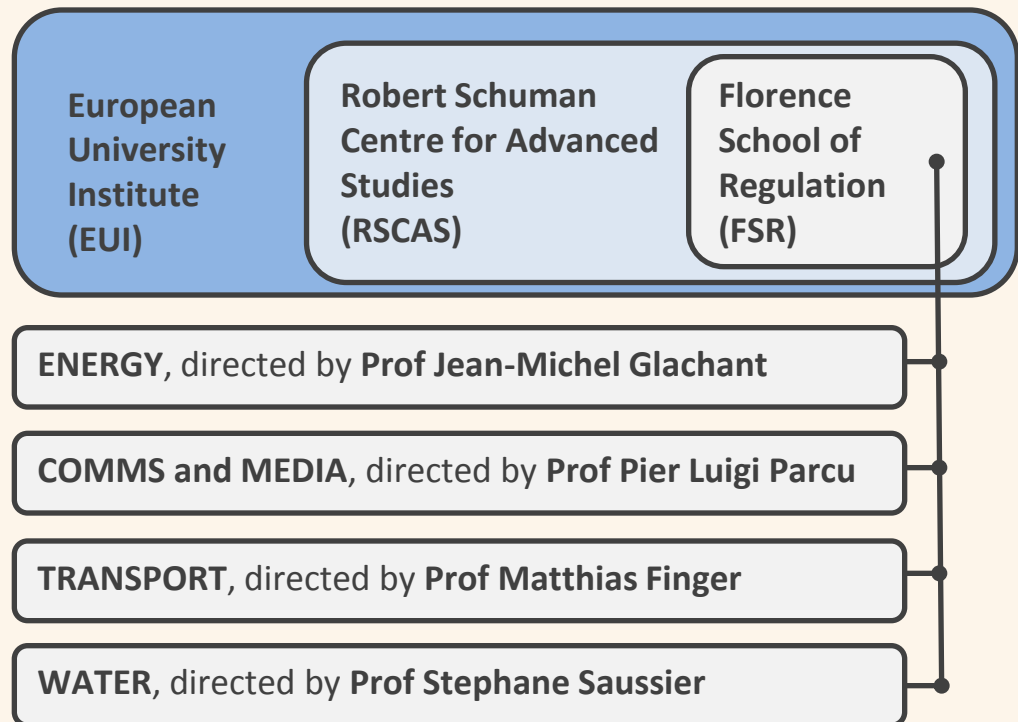 European
University
Institute
(EUI)
Robert Schuman
Centre for Advanced
Studies
(RSCAS)
Florence
School of
Regulation
(FSR)
ENERGY, directed by Prof Jean-Michel Glachant
COMMS and MEDIA, directed by Prof Pier Luigi Parcu
TRANSPORT, directed by Prof Matthias Finger
WATER, directed by Prof Stephane Saussier